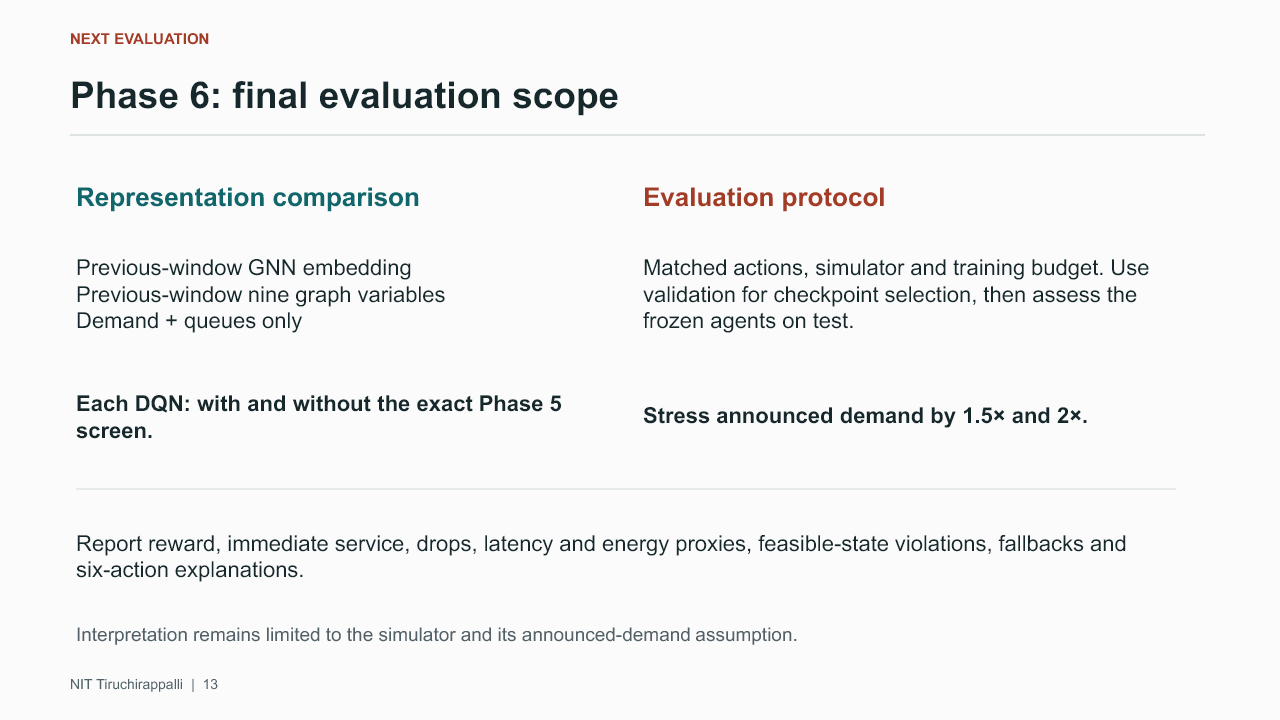 NEXT EVALUATION
Phase 6: final evaluation scope
Representation comparison
Previous-window GNN embedding
Previous-window nine graph variables
Demand + queues only
Each DQN: with and without the exact Phase 5
screen.
Evaluation protocol
Matched actions, simulator and training budget. Use
validation for checkpoint selection, then assess the
frozen agents on test.
Stress announced demand by 1.5× and 2×.
Report reward, immediate service, drops, latency and energy proxies, feasible-state violations, fallbacks and
six-action explanations.
Interpretation remains limited to the simulator and its announced-demand assumption.
NIT Tiruchirappalli | 13